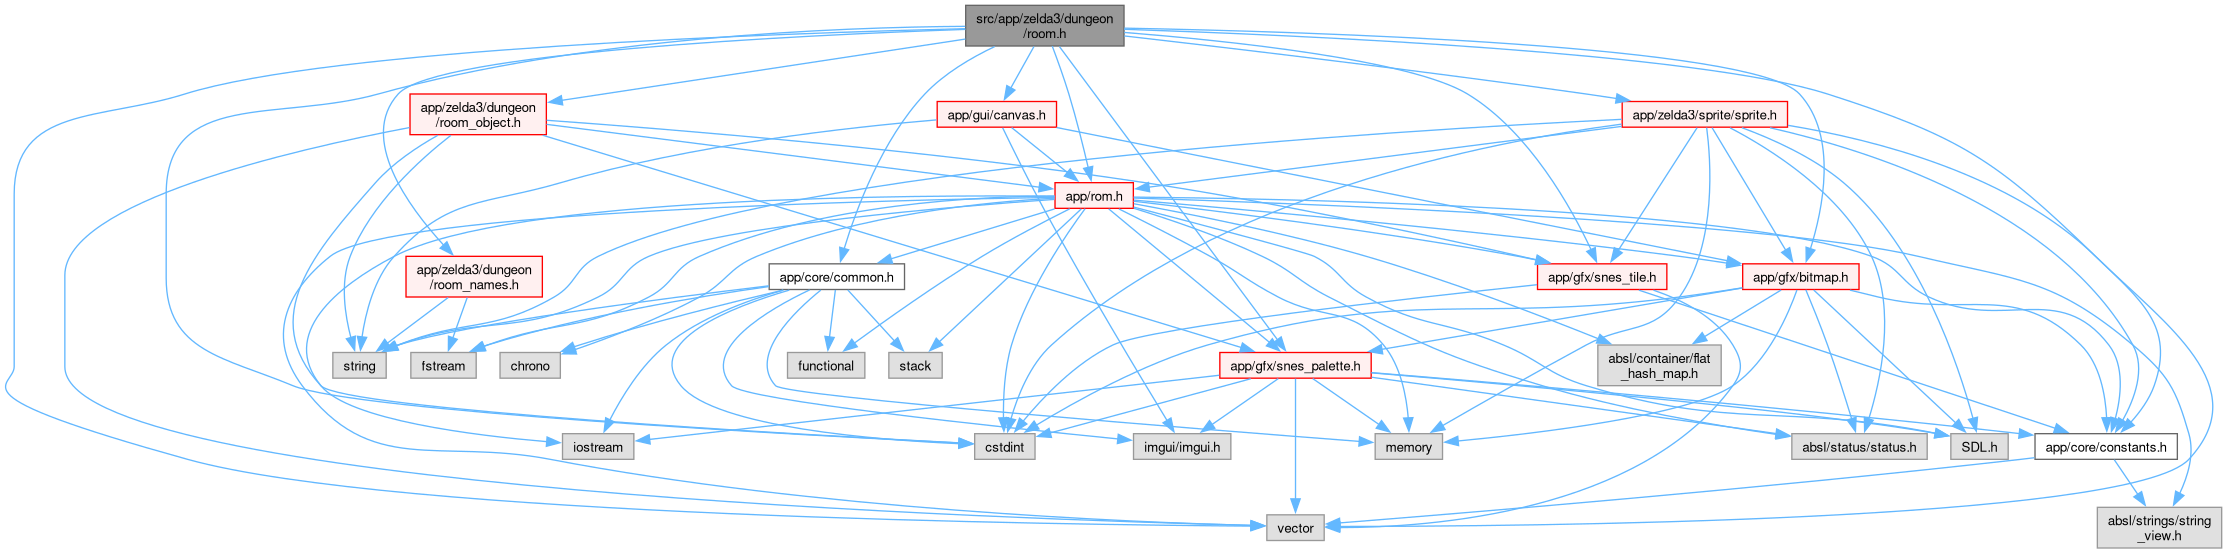 src/app/zelda3/dungeon
/room.h
app/zelda3/dungeon
/room_object.h
app/gui/canvas.h
app/zelda3/sprite/sprite.h
app/rom.h
app/zelda3/dungeon
/room_names.h
app/core/common.h
app/gfx/snes_tile.h
app/gfx/bitmap.h
string
fstream
chrono
functional
stack
app/gfx/snes_palette.h
absl/container/flat
_hash_map.h
iostream
cstdint
imgui/imgui.h
memory
absl/status/status.h
SDL.h
app/core/constants.h
vector
absl/strings/string
_view.h